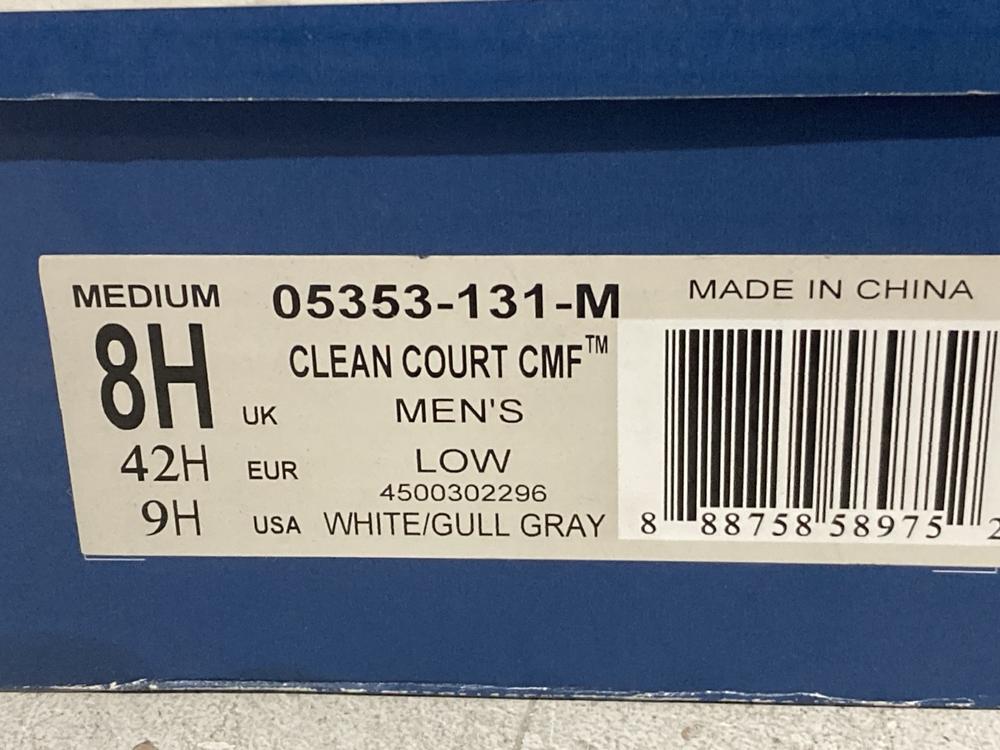 MEDIUM 05353-131-M MADE IN CHINA
8H UK CLEAN COURT CMF™
MEN'S
42H EUR LOW
4500302296
9H USA WHITE/GULL GRAY
8 88758 58975 2